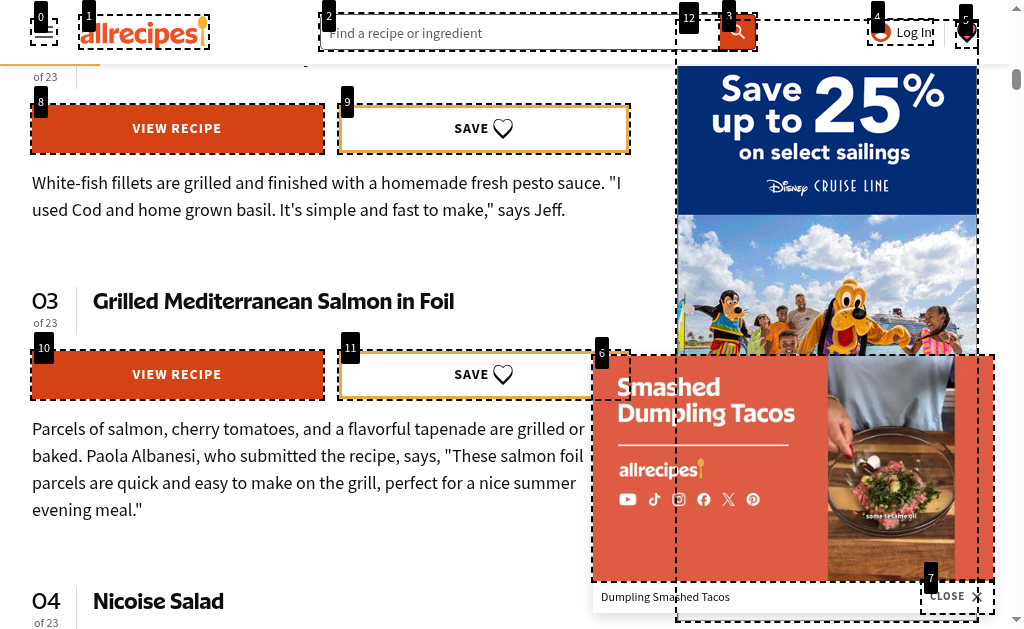 0
1
allrecipes
2
Find a recipe or ingredient
12
3
4
Log In
5
of 23
8
VIEW RECIPE
9
SAVE
White-fish fillets are grilled and finished with a homemade fresh pesto sauce. "I
used Cod and home grown basil. It's simple and fast to make," says Jeff.
Save
up to 25%
on select sailings
Disney CRUISE LINE
03
of 23
Grilled Mediterranean Salmon in Foil
10
VIEW RECIPE
11
SAVE
6
Parcels of salmon, cherry tomatoes, and a flavorful tapenade are grilled or
baked. Paola Albanesi, who submitted the recipe, says, "These salmon foil
parcels are quick and easy to make on the grill, perfect for a nice summer
evening meal."
Smashed
Dumpling Tacos
allrecipes
some sesame oil
7
Dumpling Smashed Tacos
CLOSE
04
of 23
Nicoise Salad